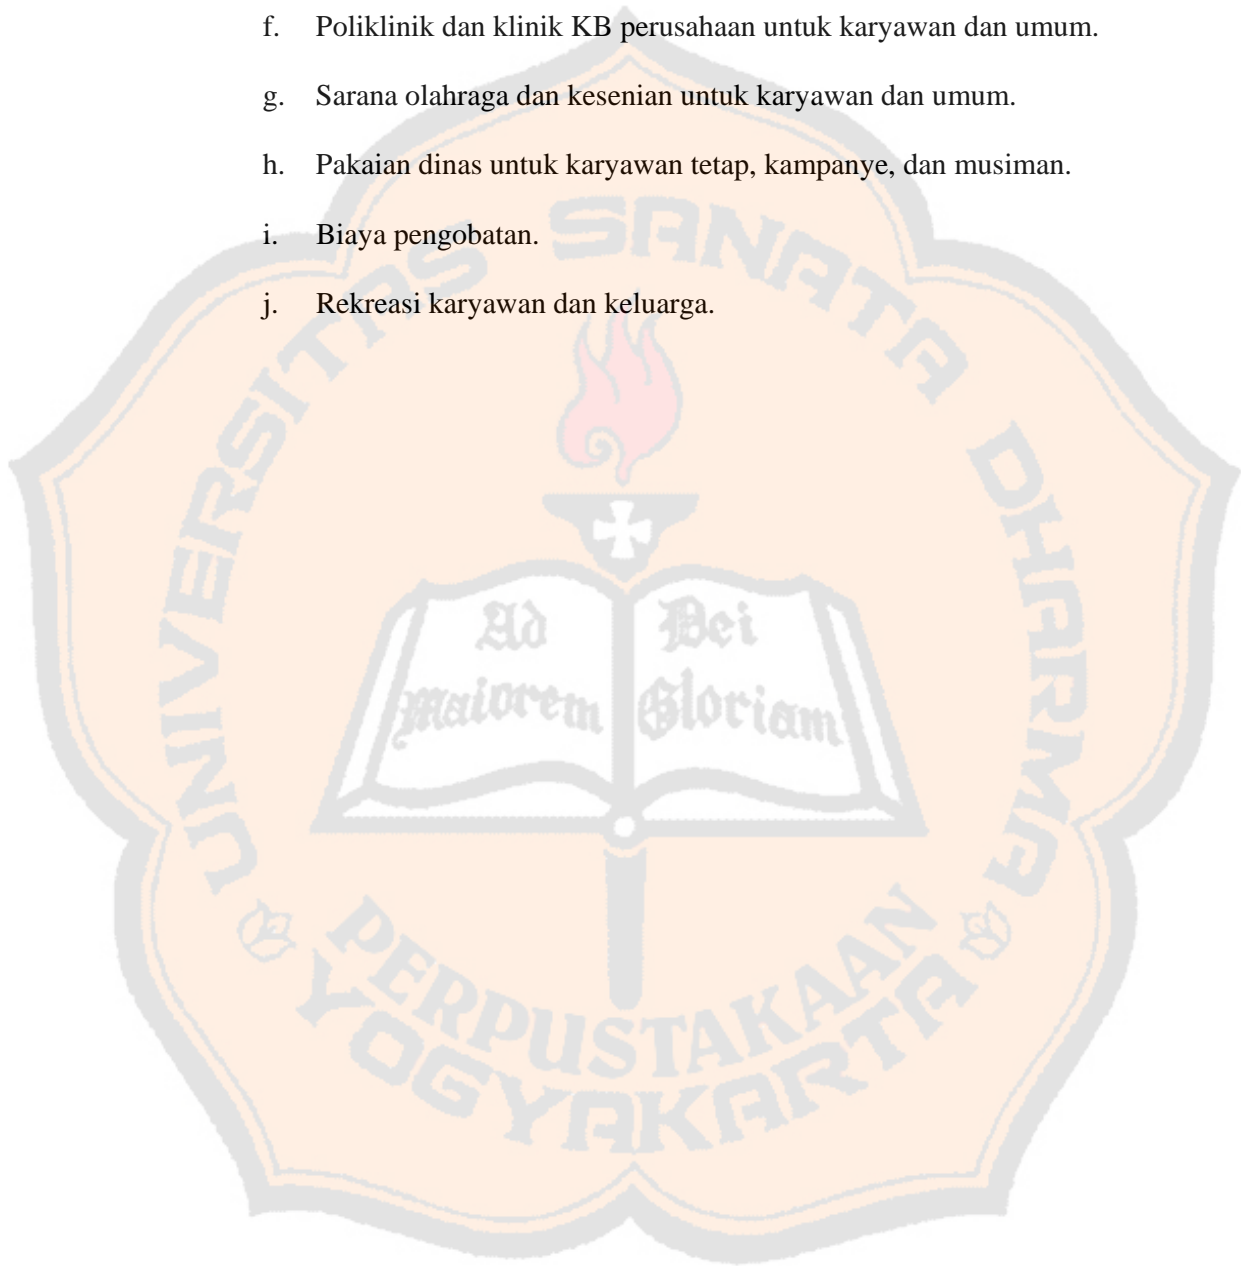 f. Poliklinik dan klinik KB perusahaan untuk karyawan dan umum.
g. Sarana olahraga dan kesenian untuk karyawan dan umum.
h. Pakaian dinas untuk karyawan tetap, kampanye, dan musiman.
i. Biaya pengobatan.
j. Rekreasi karyawan dan keluarga.
UNIVERSITAS SANATA DHARMA
Ad Dei
maiorem Gloriam
PERPUSTAKAAN
YOGYAKARTA